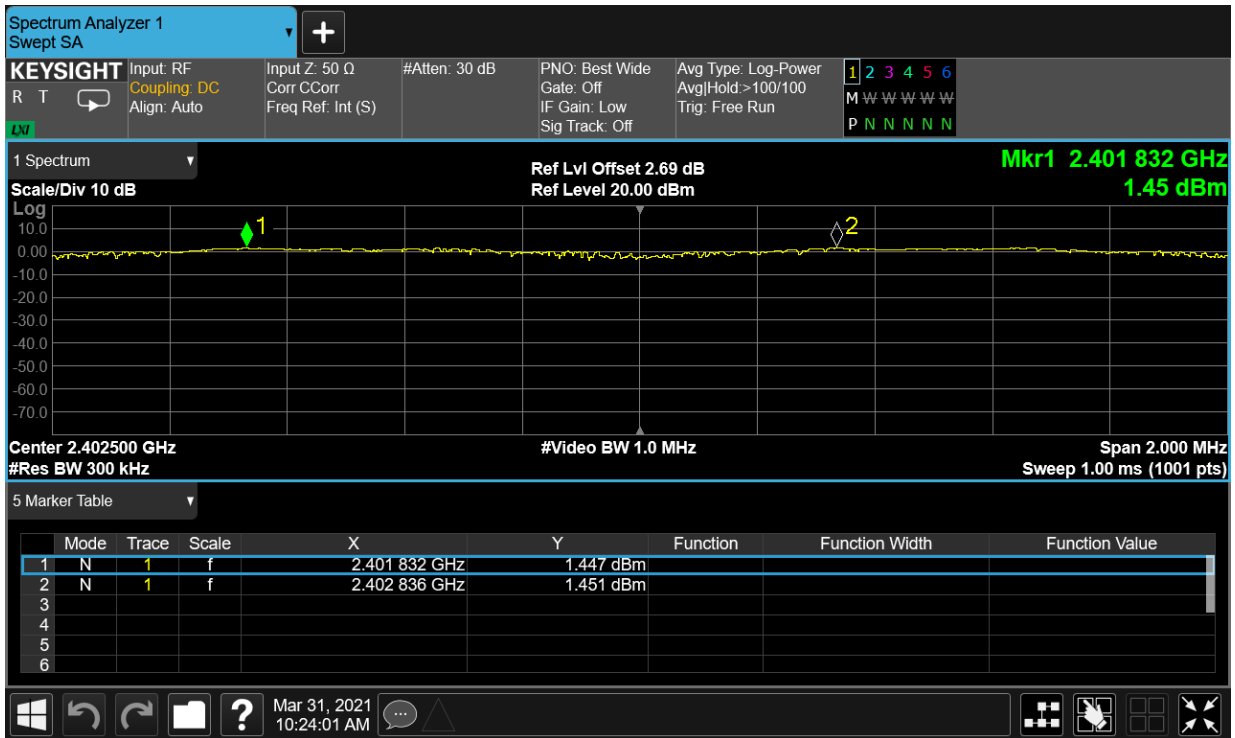 Spectrum Analyzer 1
Swept SA
+
KEYSIGHT
R T
LXI
Input: RF
Coupling: DC
Align: Auto
Input Z: 50 Ω
Corr CCorr
Freq Ref: Int (S)
#Atten: 30 dB
PNO: Best Wide
Gate: Off
IF Gain: Low
Sig Track: Off
Avg Type: Log-Power
Avg|Hold:>100/100
Trig: Free Run
1 2 3 4 5 6
M W W W W W
P N N N N N
1 Spectrum
Scale/Div 10 dB
Ref Lvl Offset 2.69 dB
Ref Level 20.00 dBm
Mkr1 2.401 832 GHz
1.45 dBm
Log
10.0
0.00
-10.0
-20.0
-30.0
-40.0
-50.0
-60.0
-70.0
1
2
Center 2.402500 GHz
#Res BW 300 kHz
#Video BW 1.0 MHz
Span 2.000 MHz
Sweep 1.00 ms (1001 pts)
5 Marker Table
Mode Trace Scale X Y Function Function Width Function Value
1 N 1 f 2.401 832 GHz 1.447 dBm
2 N 1 f 2.402 836 GHz 1.451 dBm
3
4
5
6
?
Mar 31, 2021
10:24:01 AM